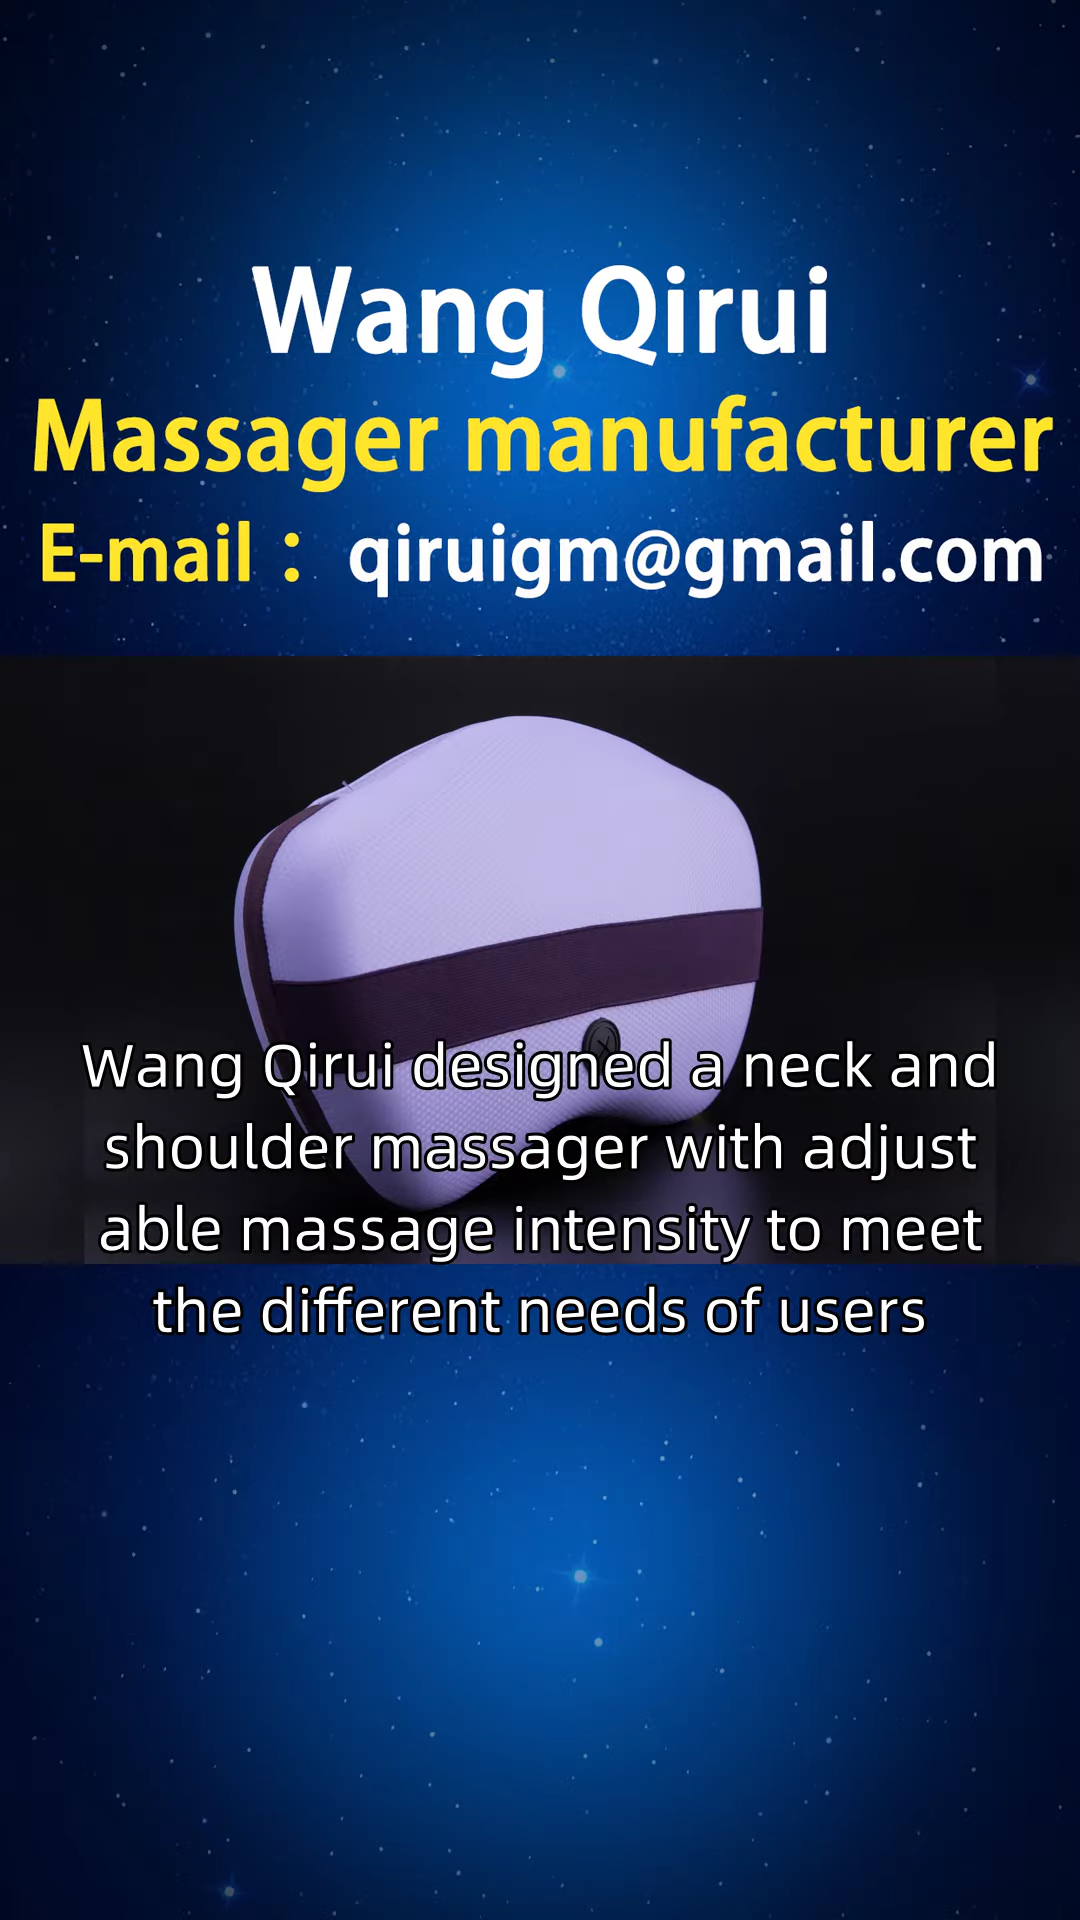 Wang Qirui
Massager manufacturer
E-mail： qiruigm@gmail.com
Wang Qirui designed a neck and
shoulder massager with adjust
able massage intensity to meet
the different needs of users